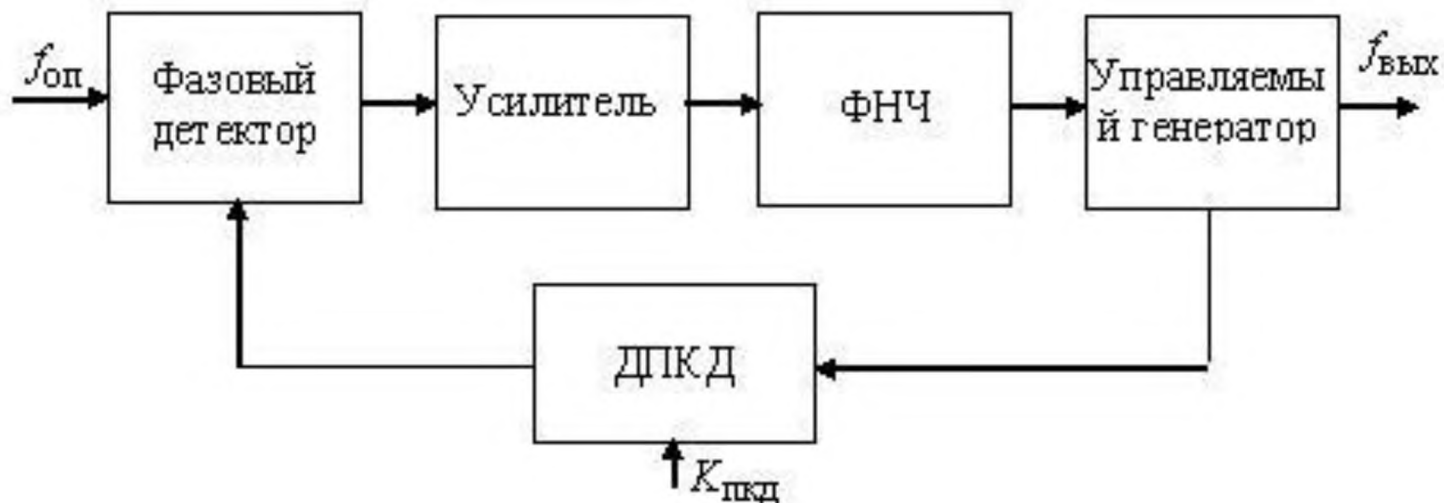 fоп
Фазовый
детектор
Усилитель
ФНЧ
Управляемы
й генератор
fвых
ДПКД
Kпкд